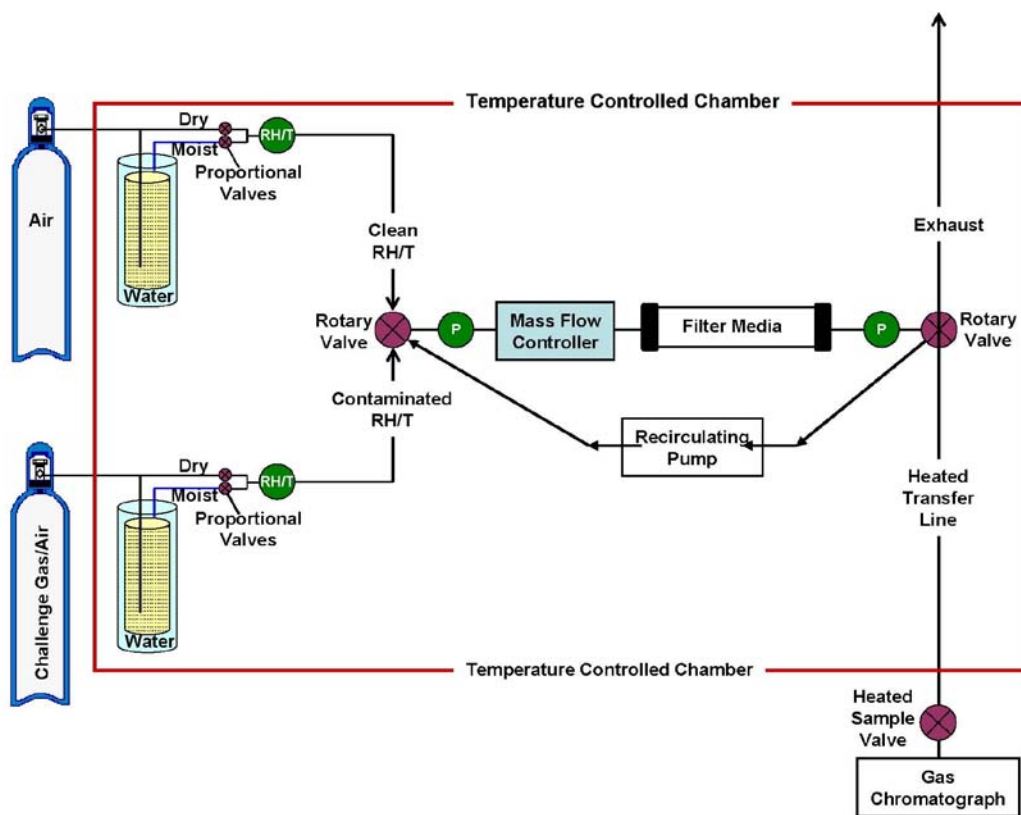 Temperature Controlled Chamber
Dry
RH/T
Moist
Proportional
Valves
Air
Water
Clean
RH/T
Exhaust
Rotary
Valve
P
Mass Flow
Controller
Filter Media
P
Rotary
Valve
Contaminated
RH/T
Recirculating
Pump
Dry
RH/T
Moist
Proportional
Valves
Challenge Gas/Air
Water
Heated
Transfer
Line
Temperature Controlled Chamber
Heated
Sample
Valve
Gas
Chromatograph